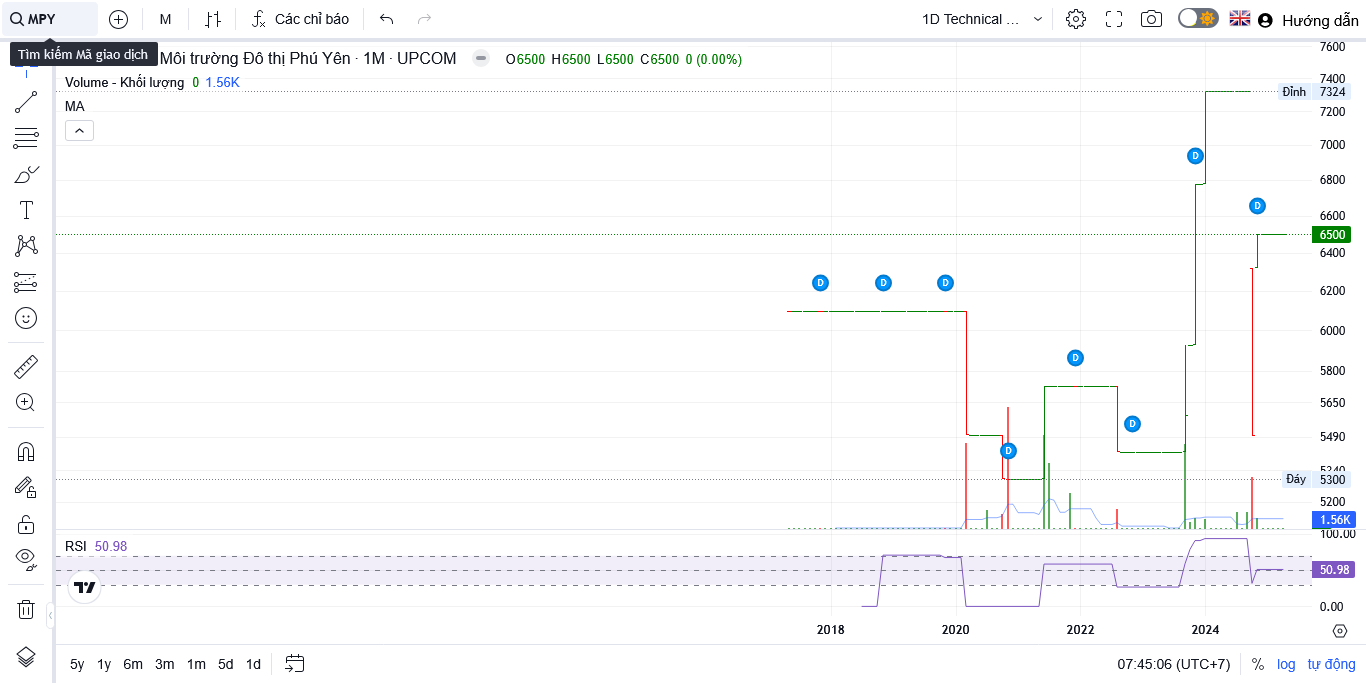 MPY
M
Các chỉ báo
1D Technical ...
Hướng dẫn
Tìm kiếm Mã giao dịch
Môi trường Đô thị Phú Yên · 1M · UPCOM
O6500 H6500 L6500 C6500 0 (0.00%)
Volume - Khối lượng 0 1.56K
MA
7600
7400
Đỉnh 7324
7200
7000
6800
6600
6500
6400
6200
6000
5800
5650
5490
5340
Đáy 5300
5200
1.56K
D
D
D
D
D
D
D
D
RSI 50.98
100.00
50.98
0.00
2018 2020 2022 2024
5y 1y 6m 3m 1m 5d 1d
07:45:06 (UTC+7) % log tự động